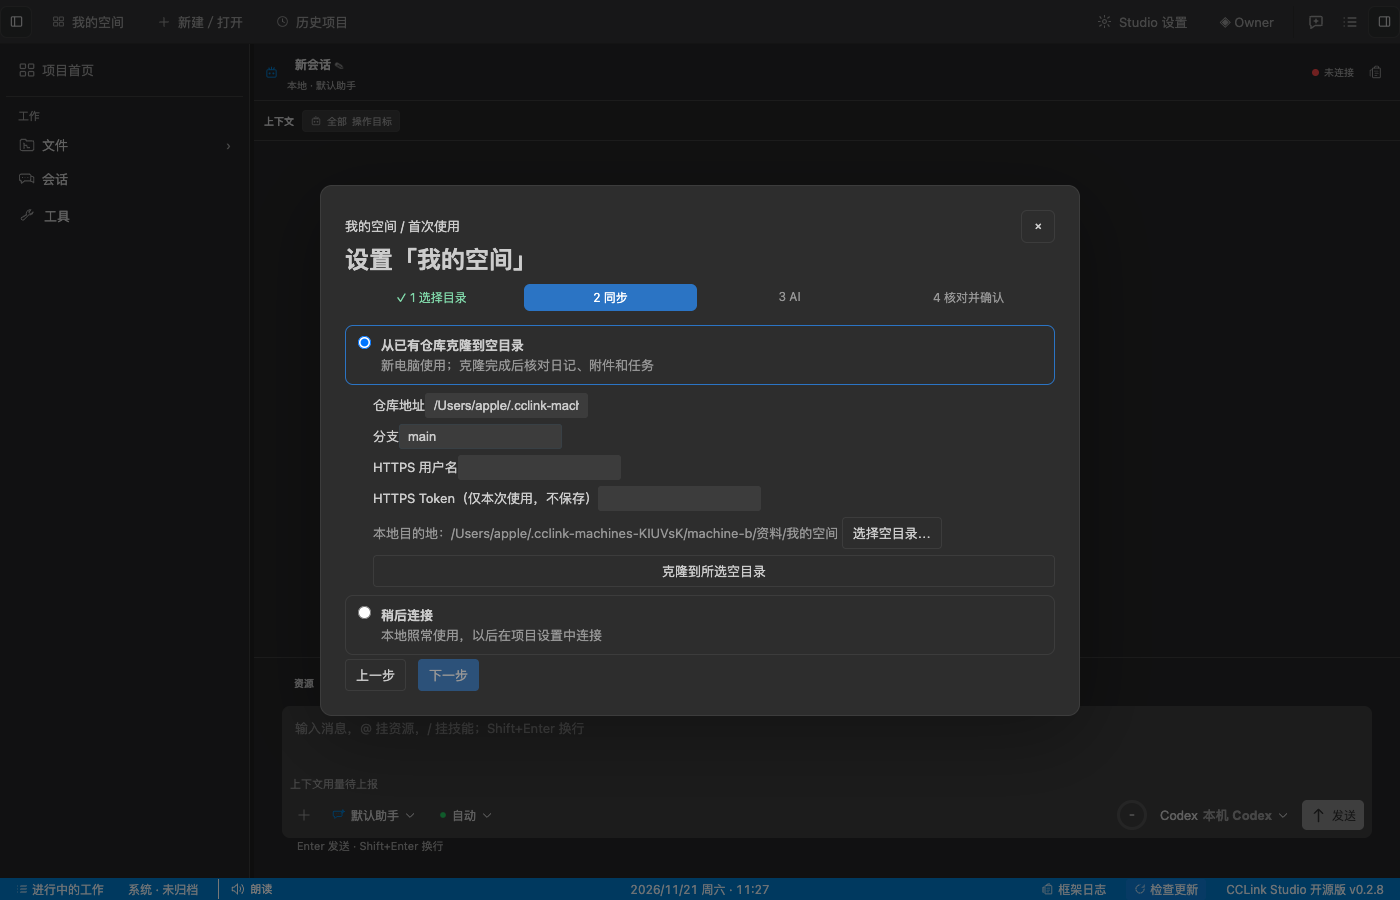 我的空间
新建 / 打开
历史项目
Studio 设置
Owner
项目首页
工作
文件
会话
工具
新会话
本地 · 默认助手
未连接
上下文
全部 操作目标
我的空间 / 首次使用
设置「我的空间」
✓ 1 选择目录
2 同步
3 AI
4 核对并确认
从已有仓库克隆到空目录
新电脑使用；克隆完成后核对日记、附件和任务
仓库地址 /Users/apple/.cclink-mach
分支 main
HTTPS 用户名
HTTPS Token（仅本次使用，不保存）
本地目的地：/Users/apple/.cclink-machines-KIUVsK/machine-b/资料/我的空间 选择空目录...
克隆到所选空目录
稍后连接
本地照常使用，以后在项目设置中连接
上一步
下一步
资源
输入消息，@ 挂资源，/ 挂技能；Shift+Enter 换行
上下文用量待上报
默认助手
自动
Codex 本机 Codex
发送
Enter 发送 · Shift+Enter 换行
进行中的工作
系统 · 未归档
朗读
2026/11/21 周六 · 11:27
框架日志
检查更新
CCLink Studio 开源版 v0.2.8